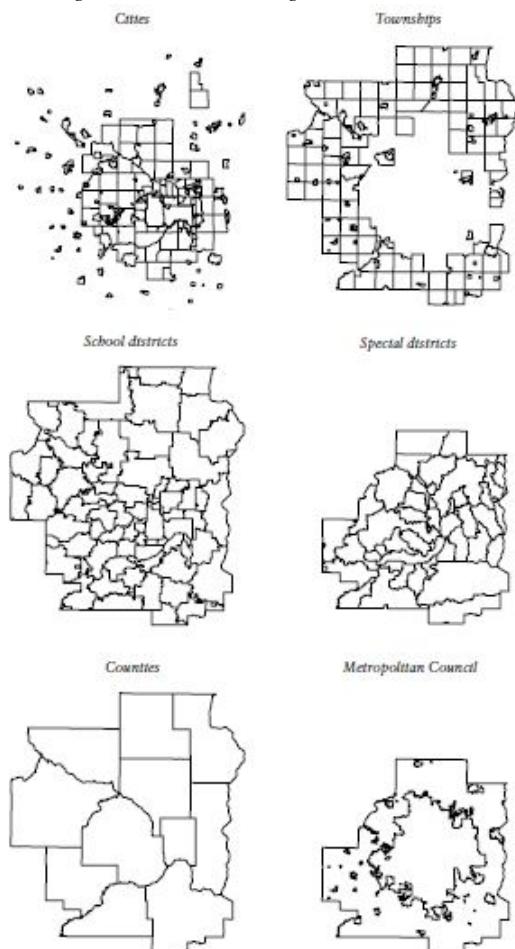 Cities
Townships
School districts
Special districts
Counties
Metropolitan Council